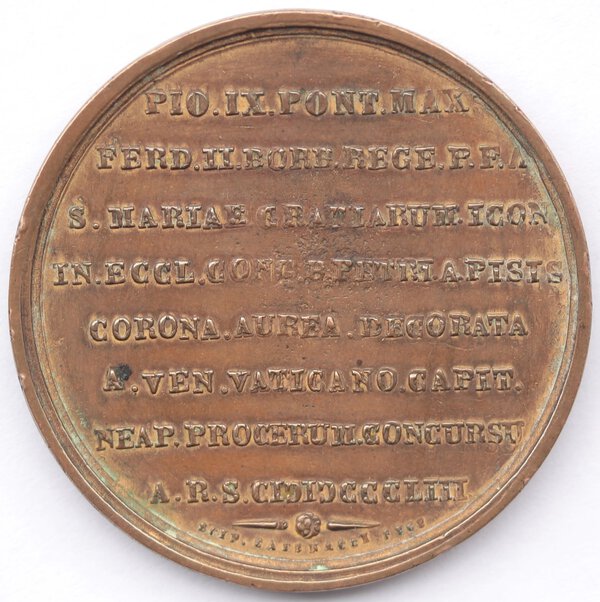 PIO.IX.PONT.MAX
FERD.II.BORB.REGE.P.F.A
S.MARIAE GRATIARUM.ICON
IN.ECCL.CONG.B.PETRI.A.PISIS
CORONA.AUREA.DECORATA
A.VEN.VATICANO.CAPIT.
NEAP.PROCERUM.CONCURSU
A.R.S.CIƆIƆCCCLIII